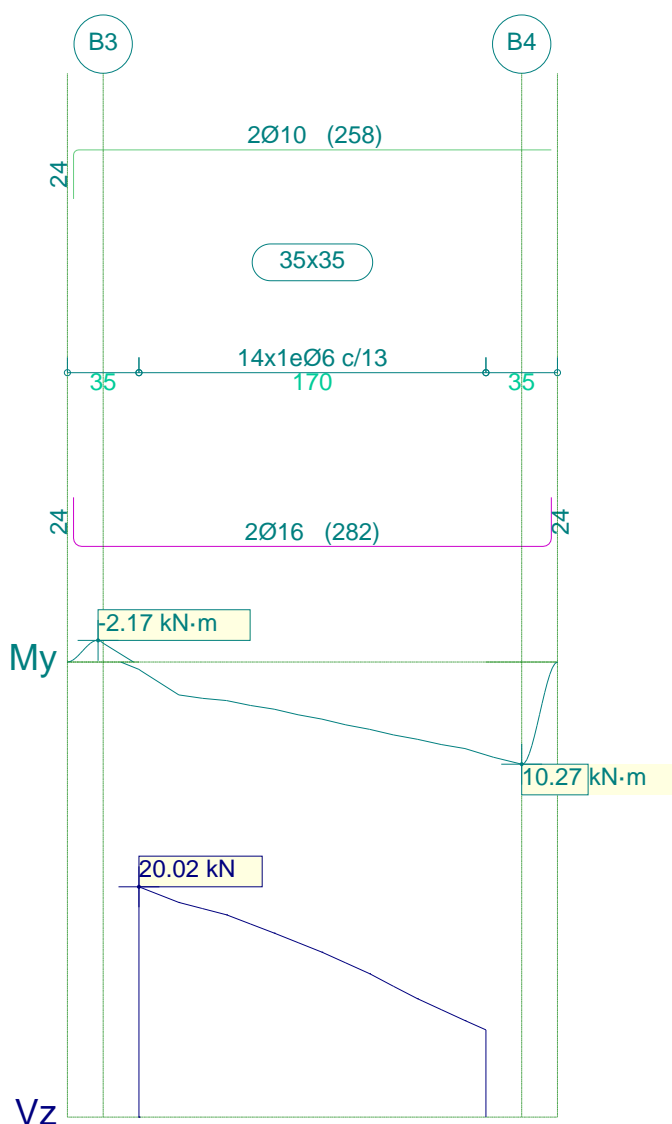 B3 B4
2Ø10 (258)
24
35x35
14x1eØ6 c/13
35 170 35
24 24
2Ø16 (282)
-2.17 kN·m
My
10.27 kN·m
20.02 kN
Vz